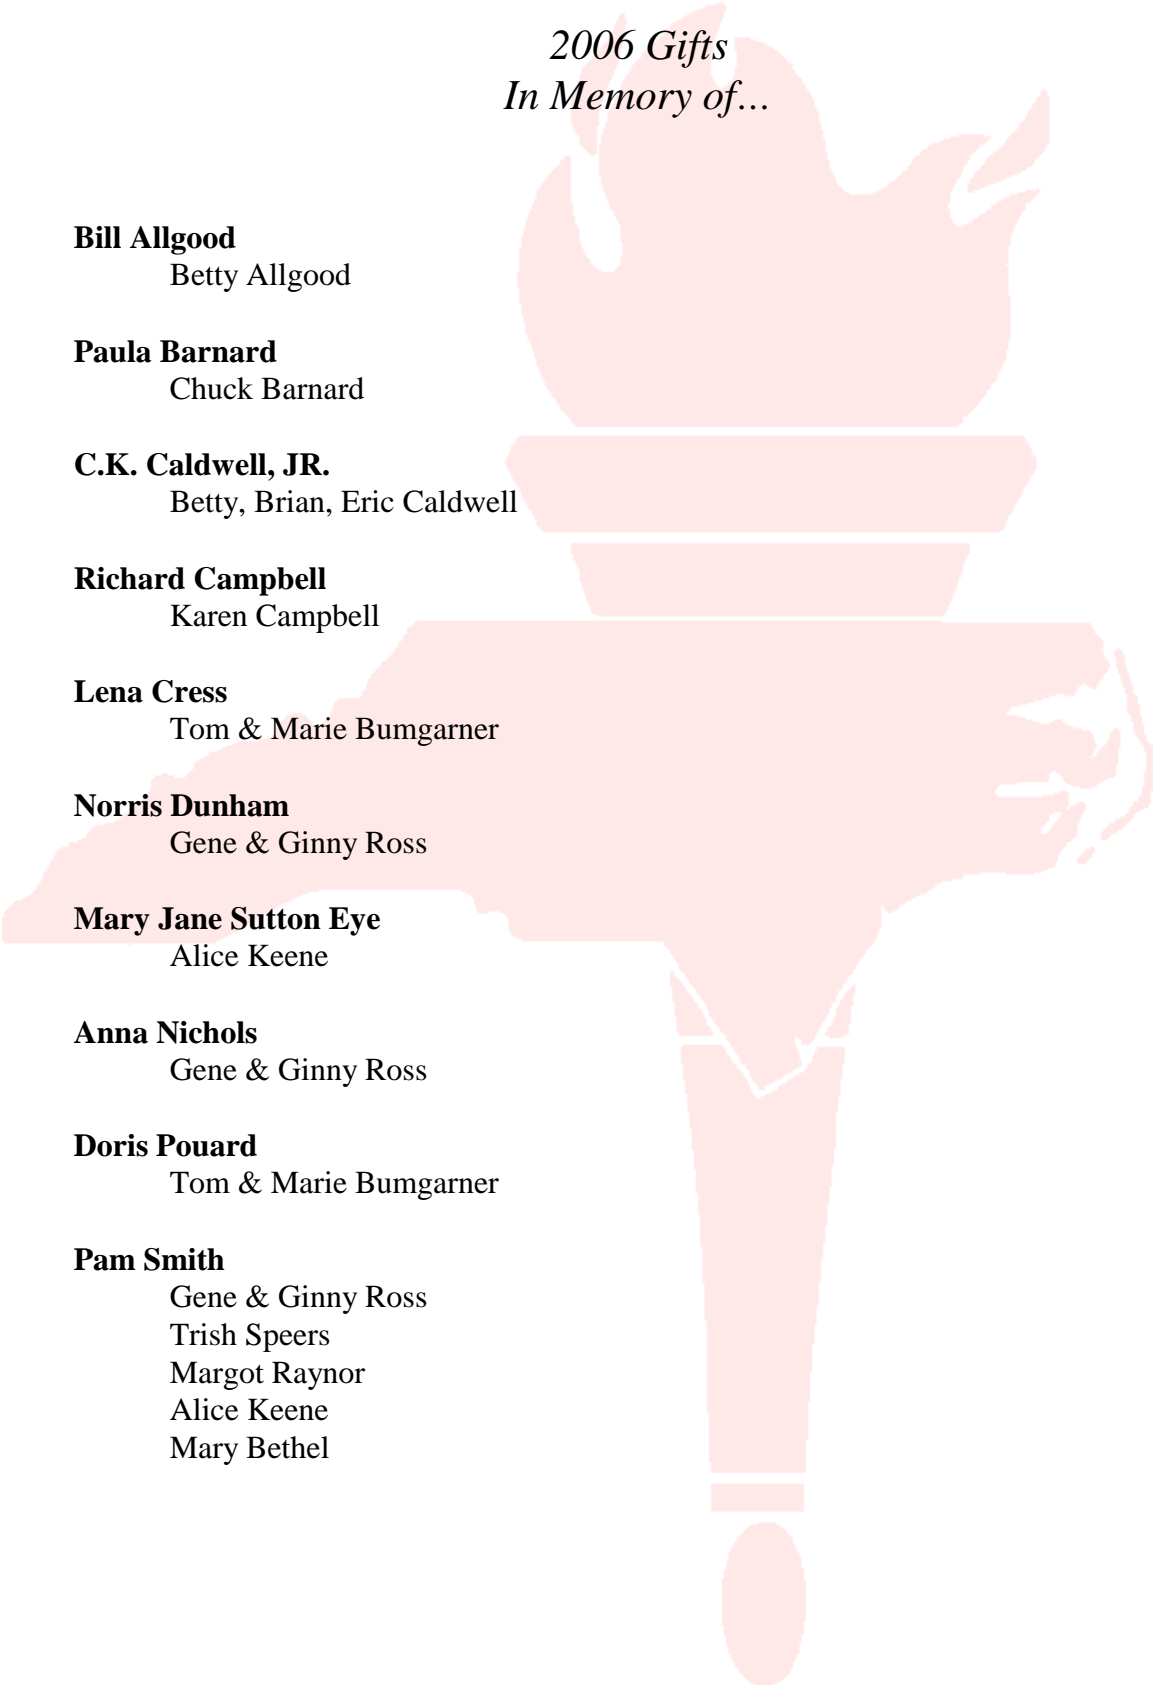 2006 Gifts
In Memory of…
Bill Allgood
Betty Allgood
Paula Barnard
Chuck Barnard
C.K. Caldwell, JR.
Betty, Brian, Eric Caldwell
Richard Campbell
Karen Campbell
Lena Cress
Tom & Marie Bumgarner
Norris Dunham
Gene & Ginny Ross
Mary Jane Sutton Eye
Alice Keene
Anna Nichols
Gene & Ginny Ross
Doris Pouard
Tom & Marie Bumgarner
Pam Smith
Gene & Ginny Ross
Trish Speers
Margot Raynor
Alice Keene
Mary Bethel